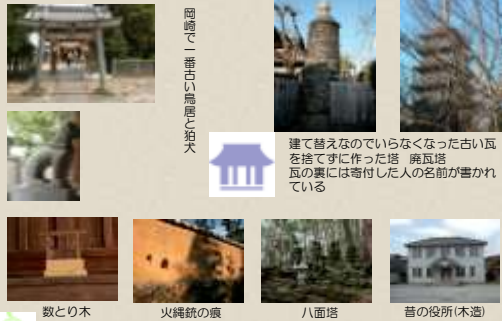 岡崎で一番古い鳥居と狛犬
建て替えなのでいらなくなった古い瓦
を捨てずに作った塔　廃瓦塔
瓦の裏には寄付した人の名前が書かれ
ている
数とり木
火縄銃の痕
八面塔
昔の役所(木造)